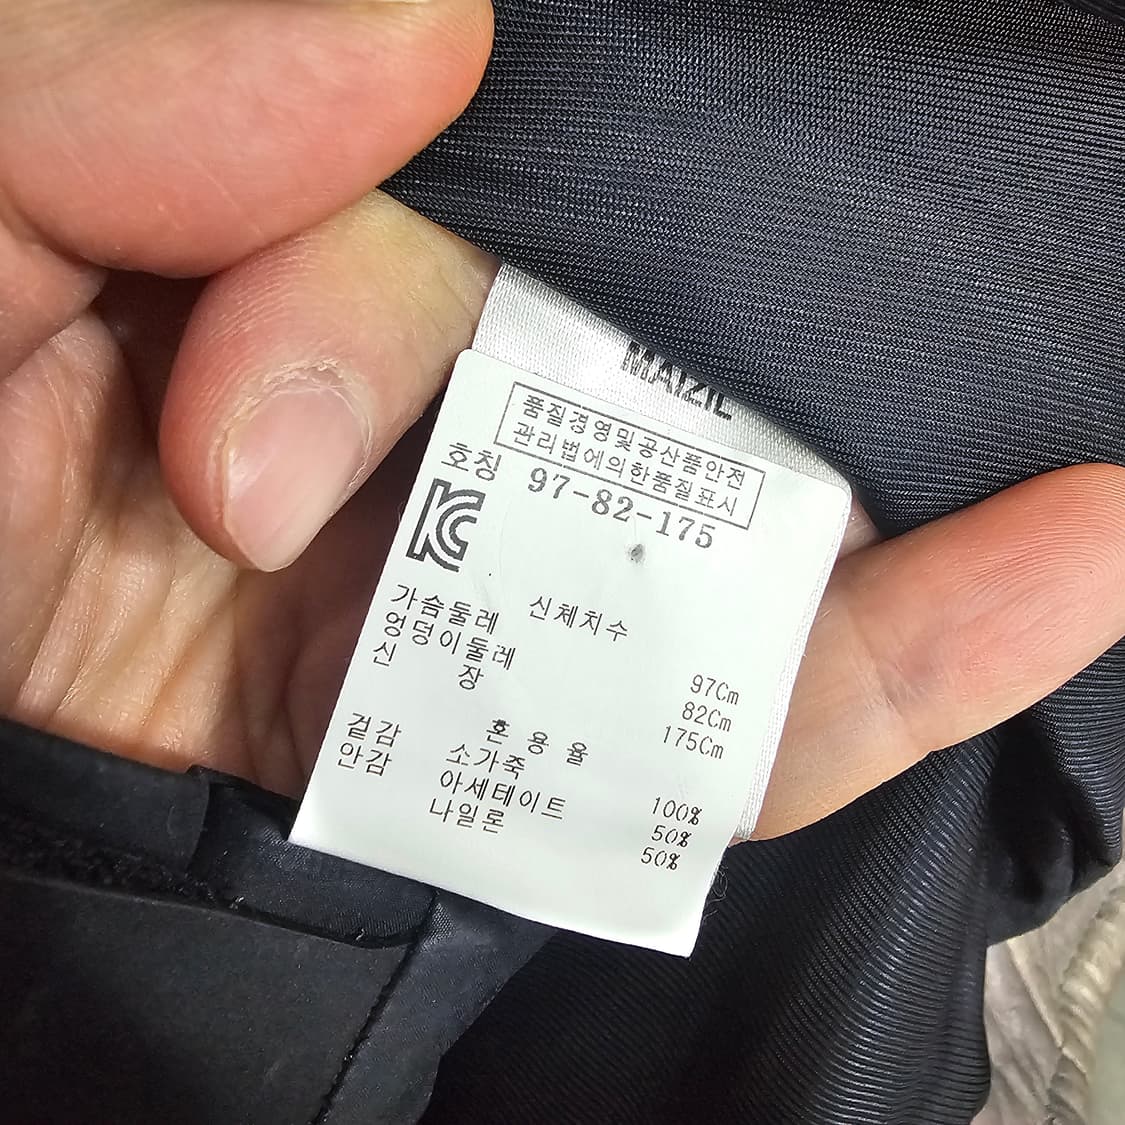 MAIZIL
품질경영및공산품안전
관리법에의한품질표시
호칭 97-82-175
KC
신체치수
가슴둘레 97Cm
엉덩이둘레 82Cm
신 장 175Cm
혼 용 율
겉감 소가죽 100%
안감 아세테이트 50%
나일론 50%